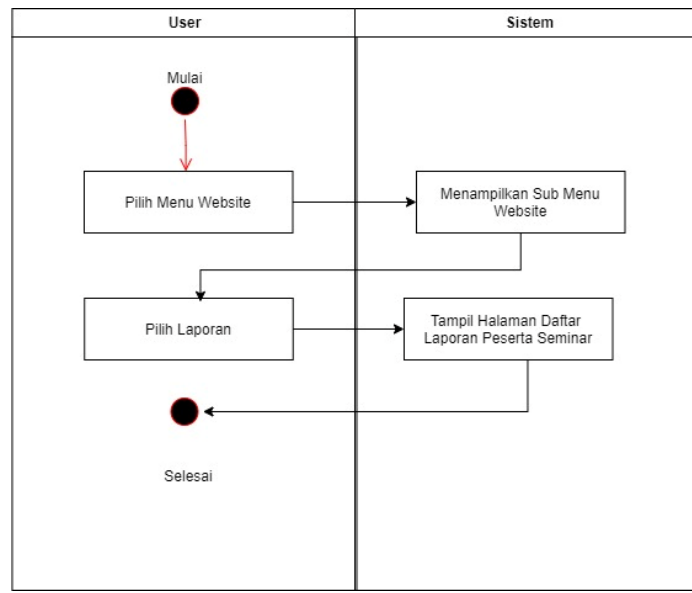 User
Sistem
Mulai
Pilih Menu Website
Menampilkan Sub Menu
Website
Pilih Laporan
Tampil Halaman Daftar
Laporan Peserta Seminar
Selesai